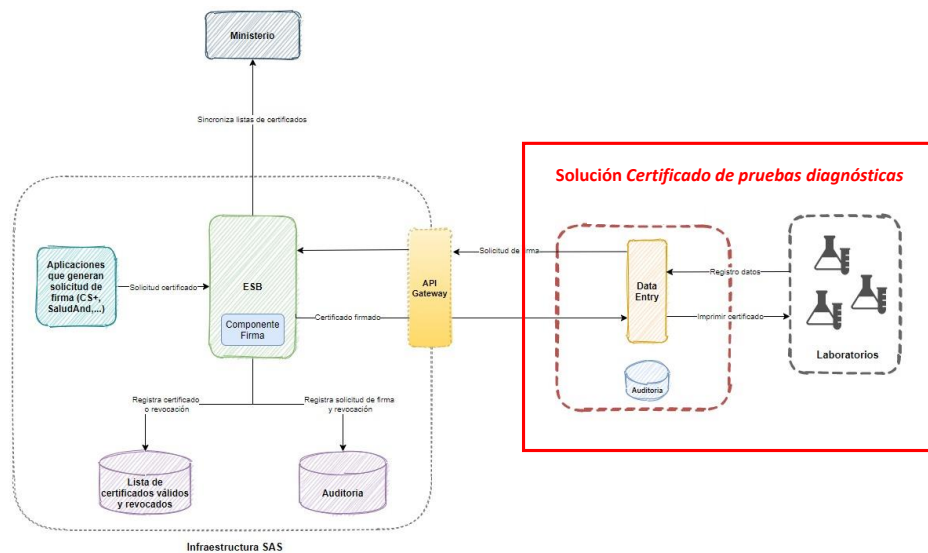 Ministerio
Sincroniza listas de certificados
Solución Certificado de pruebas diagnósticas
Aplicaciones
que generan
solicitud de
firma (CS+,
SaludAnd,...)
Solicitud certificado
ESB
Componente
Firma
Certificado firmado
API
Gateway
Solicitud de firma
Data
Entry
Registro datos
Imprimir certificado
Laboratorios
Auditoria
Registra certificado
o revocación
Registra solicitud de firma
y revocación
Lista de
certificados válidos
y revocados
Auditoria
Infraestructura SAS